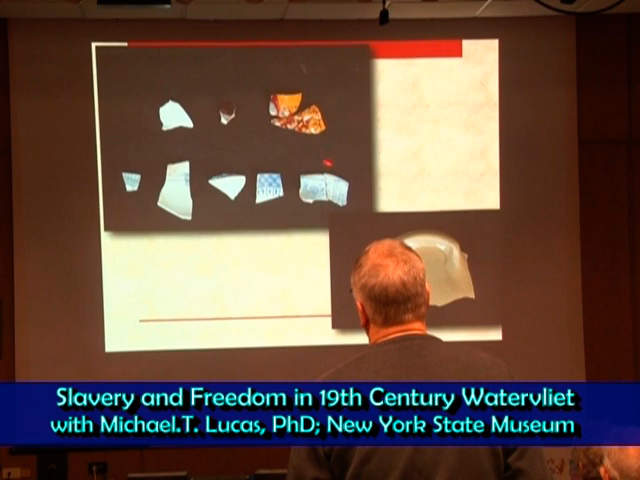 Slavery and Freedom in 19th Century Watervliet
with Michael.T. Lucas, PhD; New York State Museum